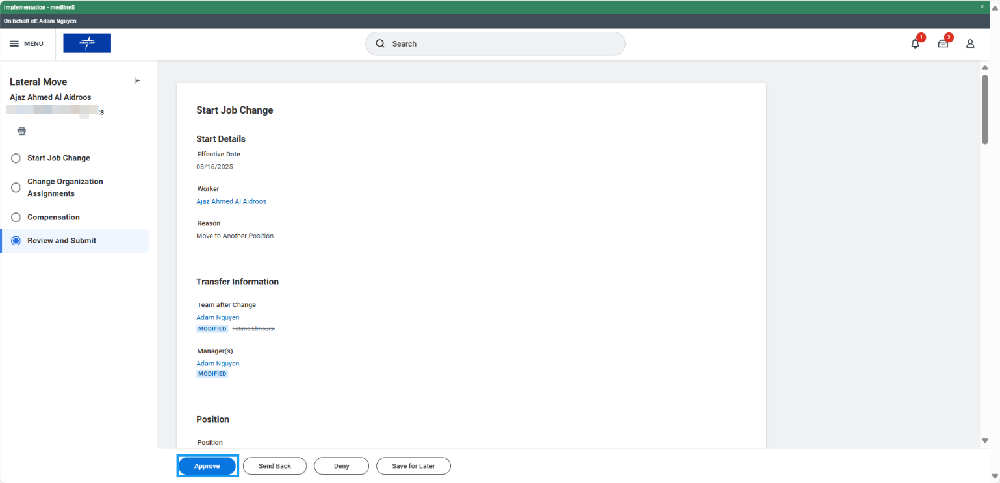 Implementation - medline5
On behalf of: Adam Nguyen
MENU
MEDLINE
Search
1
3
Lateral Move
Ajaz Ahmed Al Aidroos
Start Job Change
Change Organization
Assignments
Compensation
Review and Submit
Start Job Change
Start Details
Effective Date
03/16/2025
Worker
Ajaz Ahmed Al Aidroos
Reason
Move to Another Position
Transfer Information
Team after Change
Adam Nguyen
MODIFIED Fatima Elmoursi
Manager(s)
Adam Nguyen
MODIFIED
Position
Position
Approve Send Back Deny Save for Later